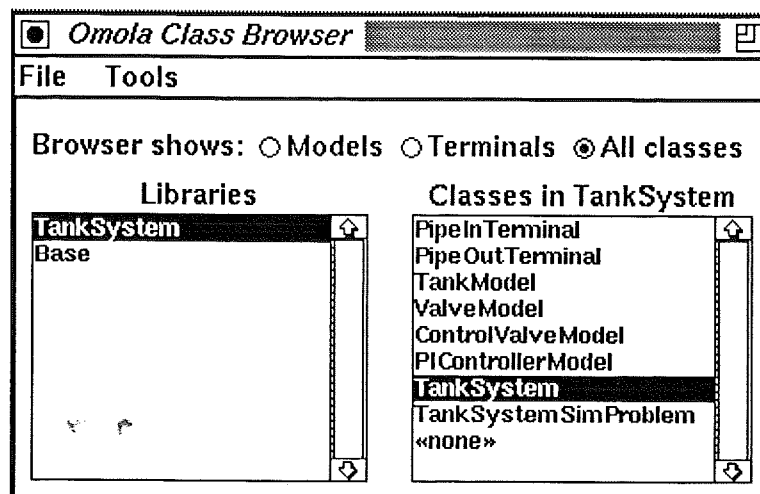 Omola Class Browser
File Tools
Browser shows: Models Terminals All classes
Libraries
TankSystem
Base
Classes in TankSystem
PipeInTerminal
PipeOutTerminal
TankModel
ValveModel
ControlValveModel
PIControllerModel
TankSystem
TankSystemSimProblem
«none»